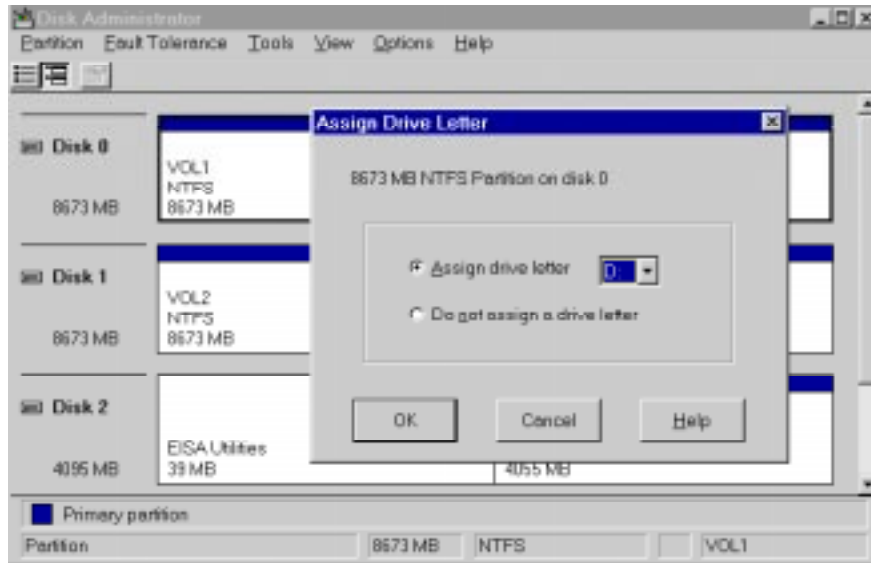 Disk Administrator
Partition Fault Tolerance Tools View Options Help
Assign Drive Letter
8673 MB NTFS Partition on disk 0
Assign drive letter D:
Do not assign a drive letter
OK Cancel Help
Disk 0
8673 MB
VOL1
NTFS
8673 MB
Disk 1
8673 MB
VOL2
NTFS
8673 MB
Disk 2
4095 MB
EISA Utilities
39 MB
4055 MB
Primary partition
Partition 8673 MB NTFS VOL1